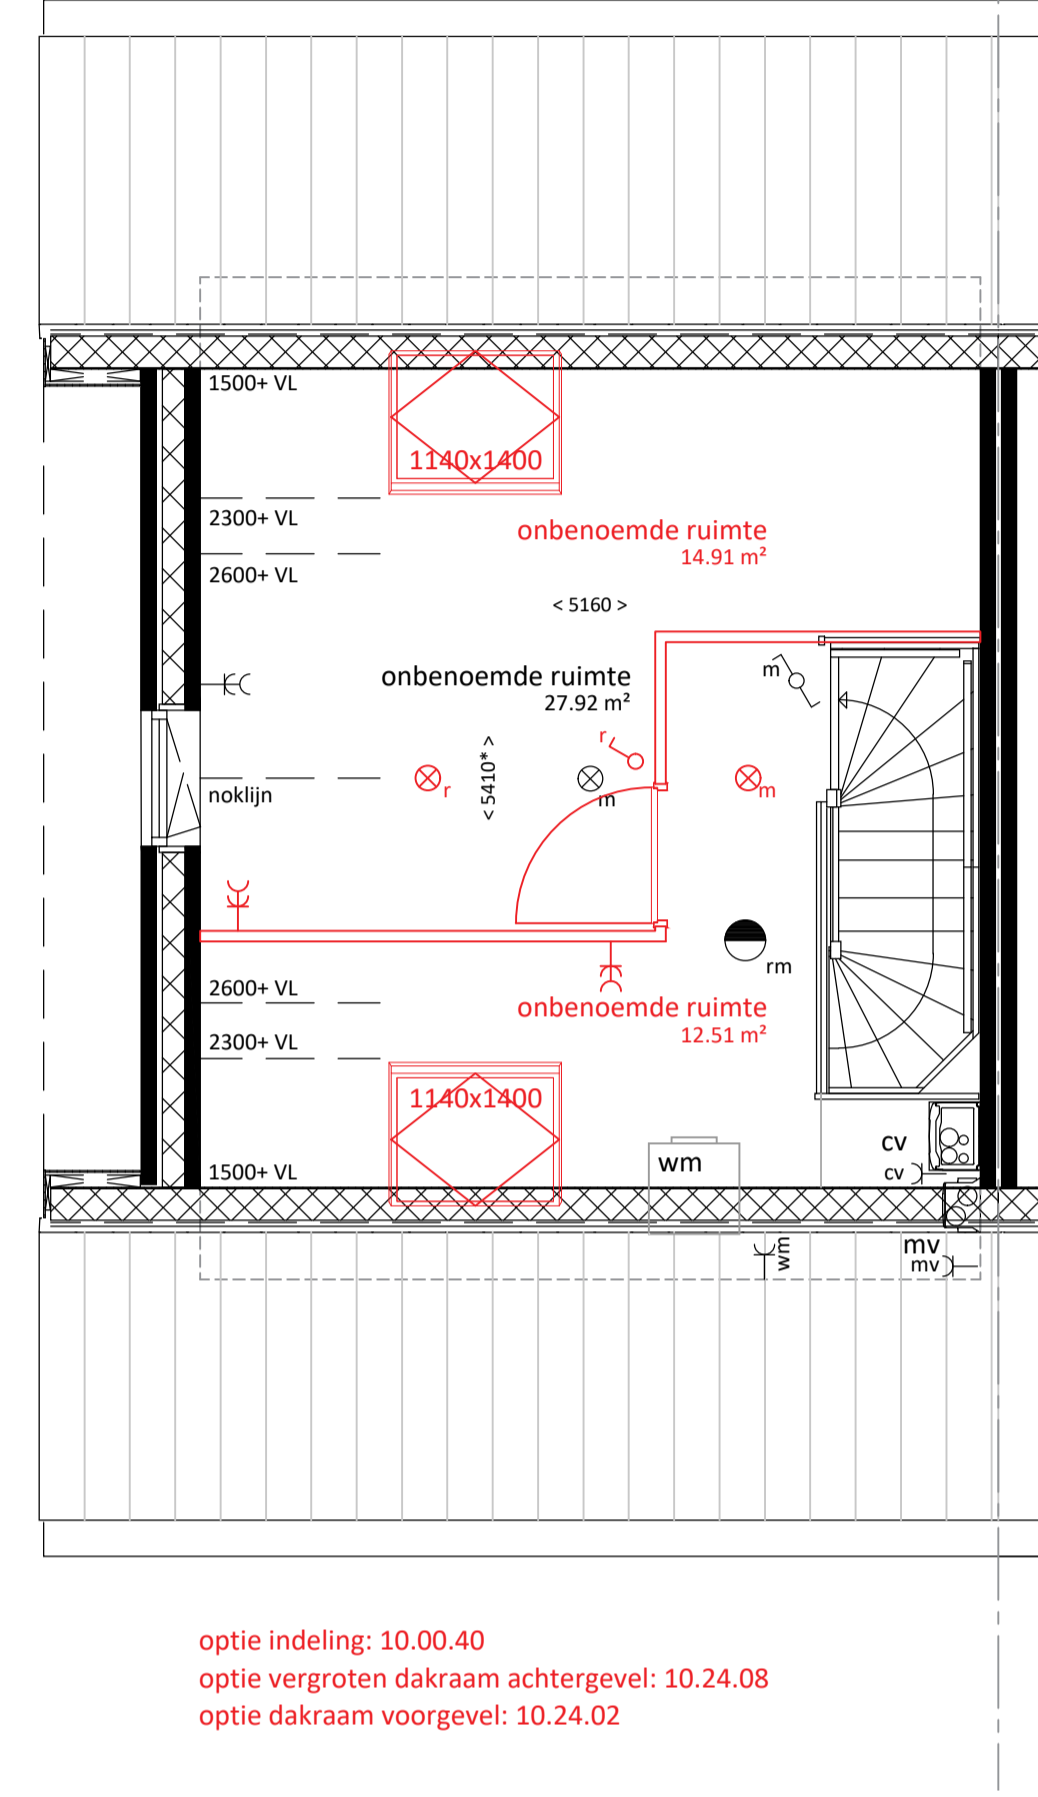 1500+ VL
1140x1400
2300+ VL
onbenoemde ruimte
14.91 m²
2600+ VL
< 5160 >
onbenoemde ruimte
27.92 m²
m
r
< 5410* >
r
m
m
noklijn
rm
2600+ VL
onbenoemde ruimte
12.51 m²
2300+ VL
1140x1400
cv
wm
cv
1500+ VL
wm
mv
mv
optie indeling: 10.00.40
optie vergroten dakraam achtergevel: 10.24.08
optie dakraam voorgevel: 10.24.02